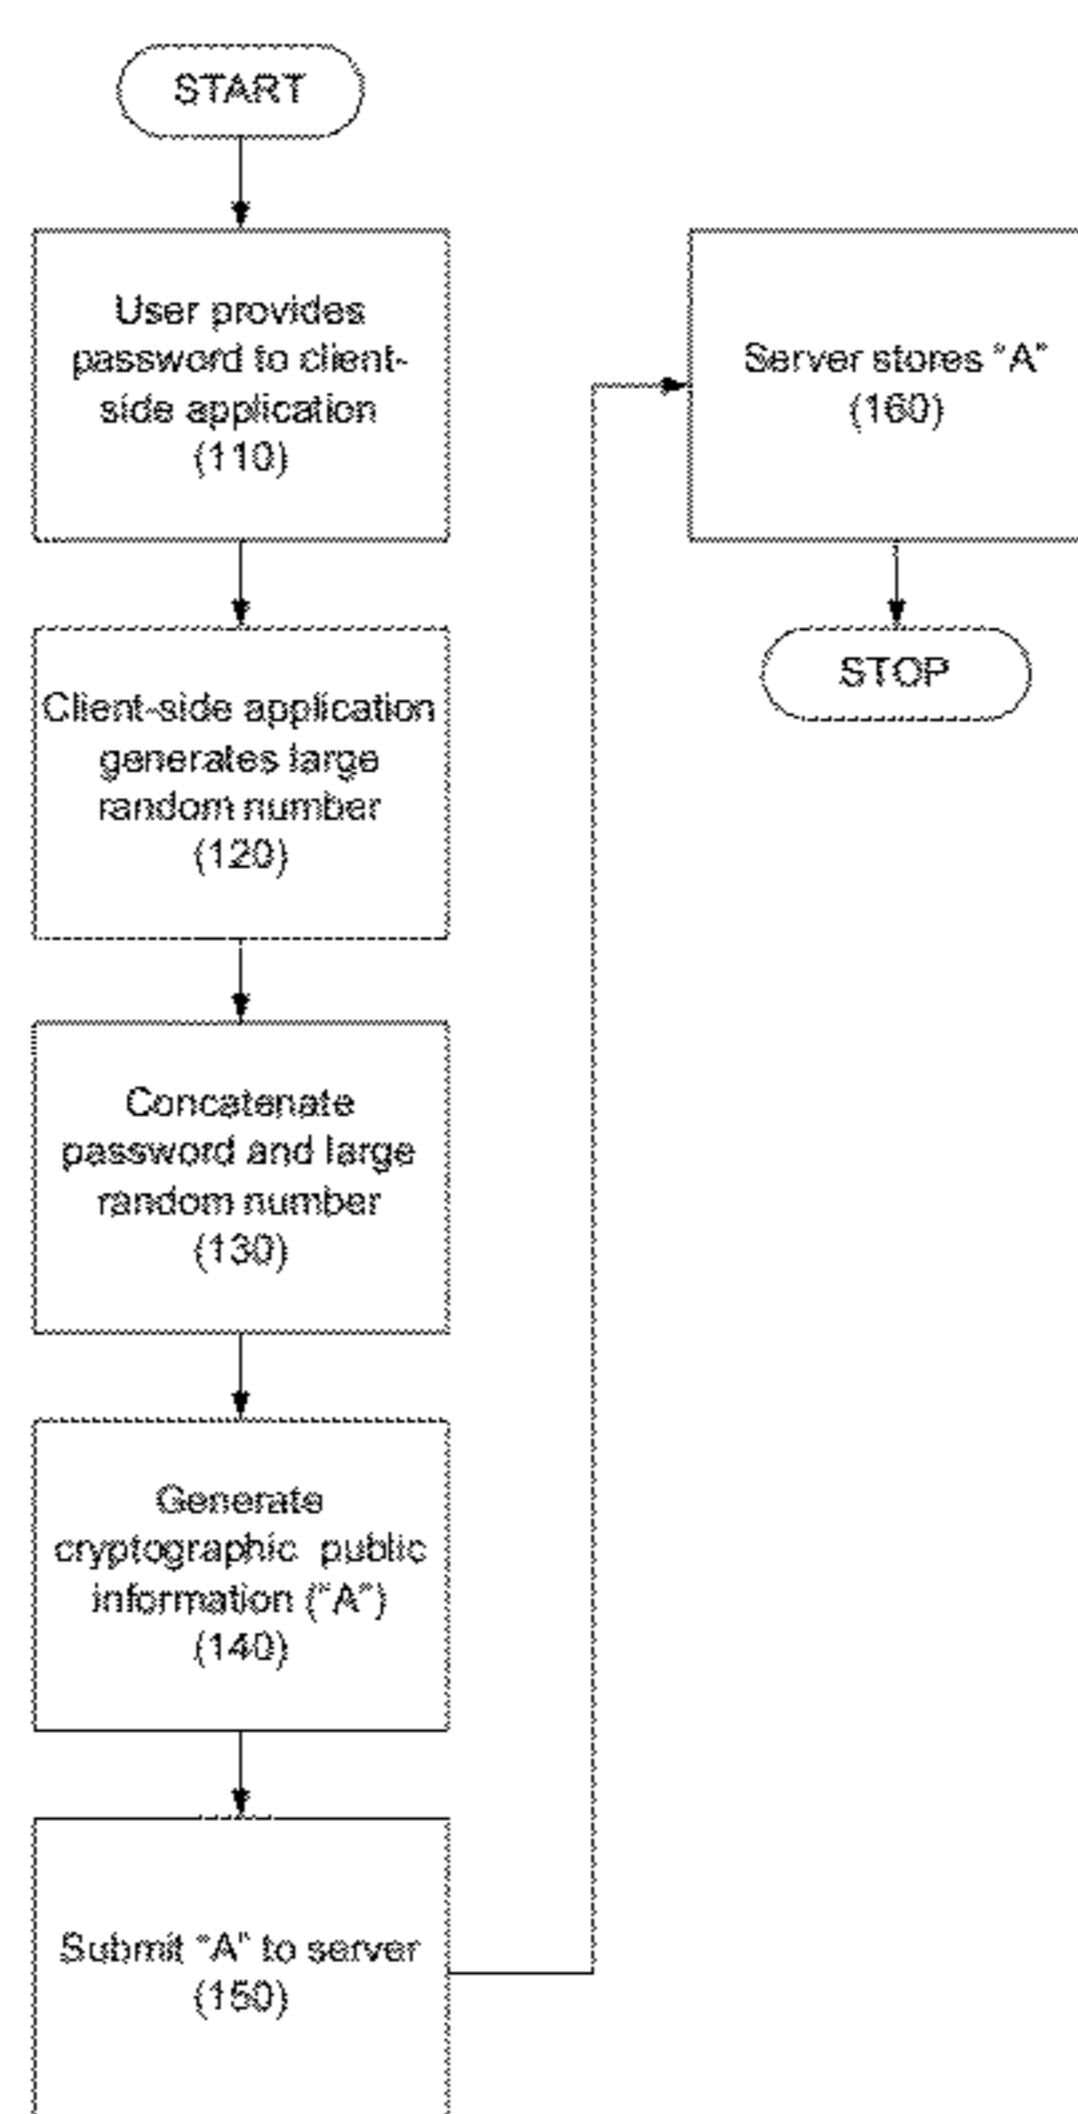 START
User provides
password to client-
side application
(110)
Client-side application
generates large
random number
(120)
Concatenate
password and large
random number
(130)
Generate
cryptographic public
information ("A")
(140)
Submit "A" to server
(150)
Server stores "A"
(160)
STOP